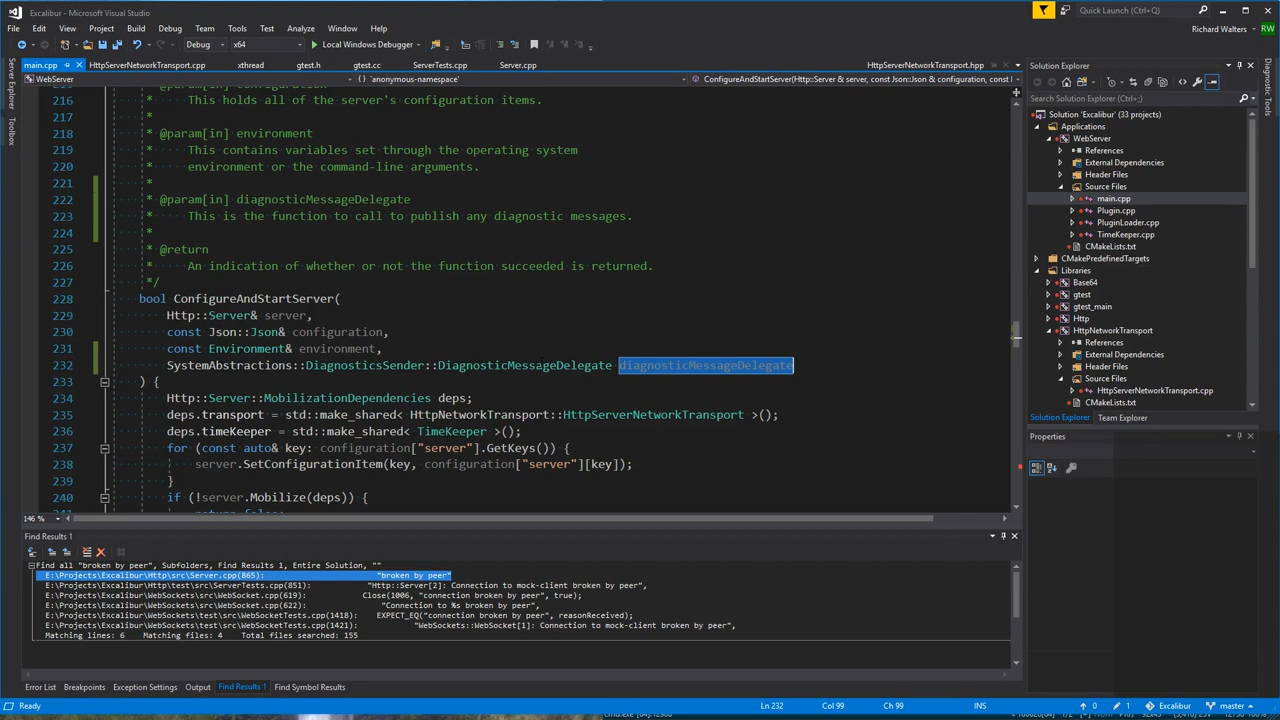 Excalibur - Microsoft Visual Studio
Quick Launch (Ctrl+Q)
File Edit View Project Build Debug Team Tools Test Analyze Window Help
Richard Walters RW
Debug x64 Local Windows Debugger
main.cpp HttpServerNetworkTransport.cpp xthread gtest.h gtest.cc ServerTests.cpp Server.cpp HttpServerNetworkTransport.hpp
WebServer `anonymous-namespace' ConfigureAndStartServer(Http::Server & server, const Json::Json & configuration, const
Server Explorer
Toolbox
215 * @param[in] configuration
216 * This holds all of the server's configuration items.
217 *
218 * @param[in] environment
219 * This contains variables set through the operating system
220 * environment or the command-line arguments.
221 *
222 * @param[in] diagnosticMessageDelegate
223 * This is the function to call to publish any diagnostic messages.
224 *
225 * @return
226 * An indication of whether or not the function succeeded is returned.
227 */
228 bool ConfigureAndStartServer(
229 Http::Server& server,
230 const Json::Json& configuration,
231 const Environment& environment,
232 SystemAbstractions::DiagnosticsSender::DiagnosticMessageDelegate diagnosticMessageDelegate
233 ) {
234 Http::Server::MobilizationDependencies deps;
235 deps.transport = std::make_shared< HttpNetworkTransport::HttpServerNetworkTransport >();
236 deps.timeKeeper = std::make_shared< TimeKeeper >();
237 for (const auto& key: configuration["server"].GetKeys()) {
238 server.SetConfigurationItem(key, configuration["server"][key]);
239 }
240 if (!server.Mobilize(deps)) {
241 return false;
146 %
Find Results 1
Find all "broken by peer", Subfolders, Find Results 1, Entire Solution, ""
E:\Projects\Excalibur\Http\src\Server.cpp(865): "broken by peer"
E:\Projects\Excalibur\Http\test\src\ServerTests.cpp(851): "Http::Server[2]: Connection to mock-client broken by peer",
E:\Projects\Excalibur\WebSockets\src\WebSocket.cpp(619): Close(1006, "connection broken by peer", true);
E:\Projects\Excalibur\WebSockets\src\WebSocket.cpp(622): "Connection to %s broken by peer",
E:\Projects\Excalibur\WebSockets\test\src\WebSocketTests.cpp(1418): EXPECT_EQ("connection broken by peer", reasonReceived);
E:\Projects\Excalibur\WebSockets\test\src\WebSocketTests.cpp(1421): "WebSockets::WebSocket[1]: Connection to mock-client broken by peer",
Matching lines: 6 Matching files: 4 Total files searched: 155
Error List Breakpoints Exception Settings Output Find Results 1 Find Symbol Results
Solution Explorer
Search Solution Explorer (Ctrl+;)
Solution 'Excalibur' (33 projects)
Applications
WebServer
References
External Dependencies
Header Files
Source Files
main.cpp
Plugin.cpp
PluginLoader.cpp
TimeKeeper.cpp
CMakeLists.txt
CMakePredefinedTargets
Libraries
Base64
gtest
gtest_main
Http
HttpNetworkTransport
References
External Dependencies
Header Files
Source Files
HttpServerNetworkTransport.cpp
CMakeLists.txt
Solution Explorer Team Explorer
Properties
Diagnostic Tools
Ready Ln 232 Col 99 Ch 99 INS 0 1 Excalibur master